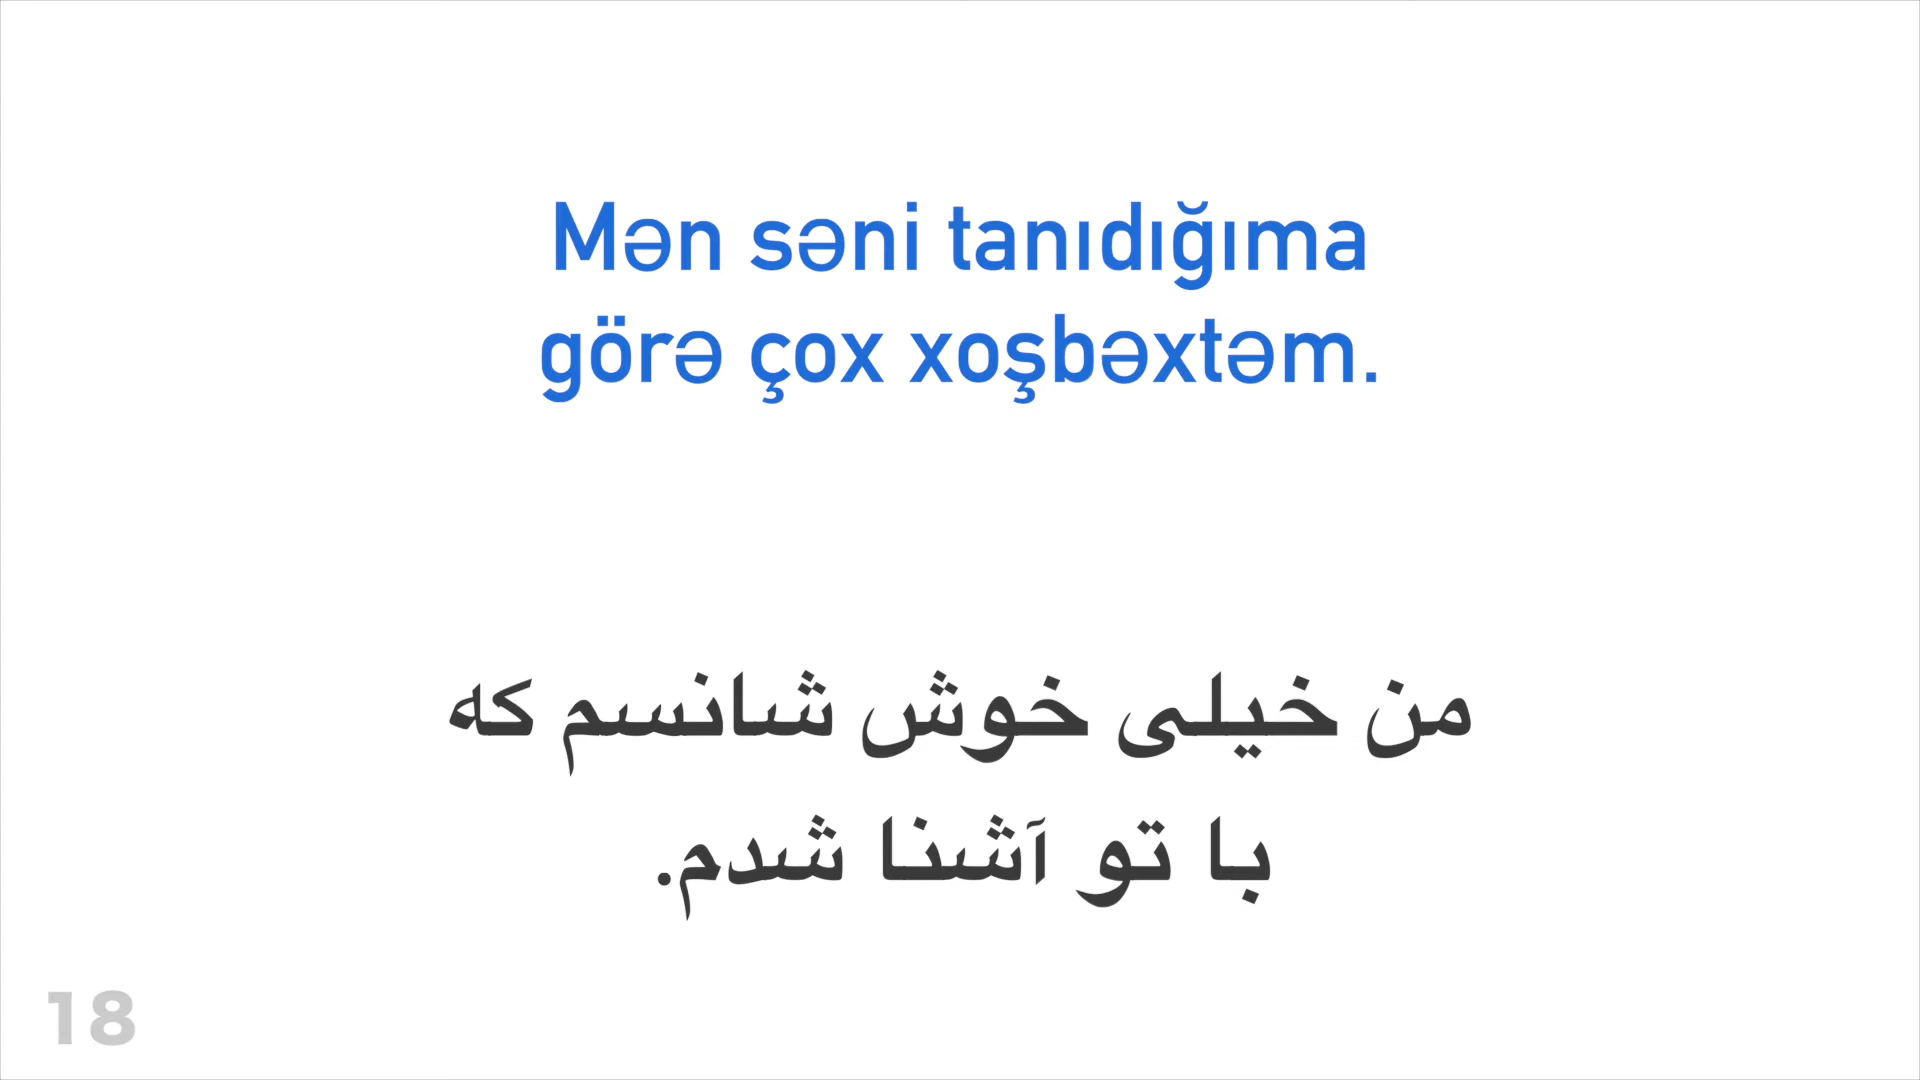 Mən səni tanıdığıma
görə çox xoşbəxtəm.
من خیلی خوش شانسم که
با تو آشنا شدم.
18